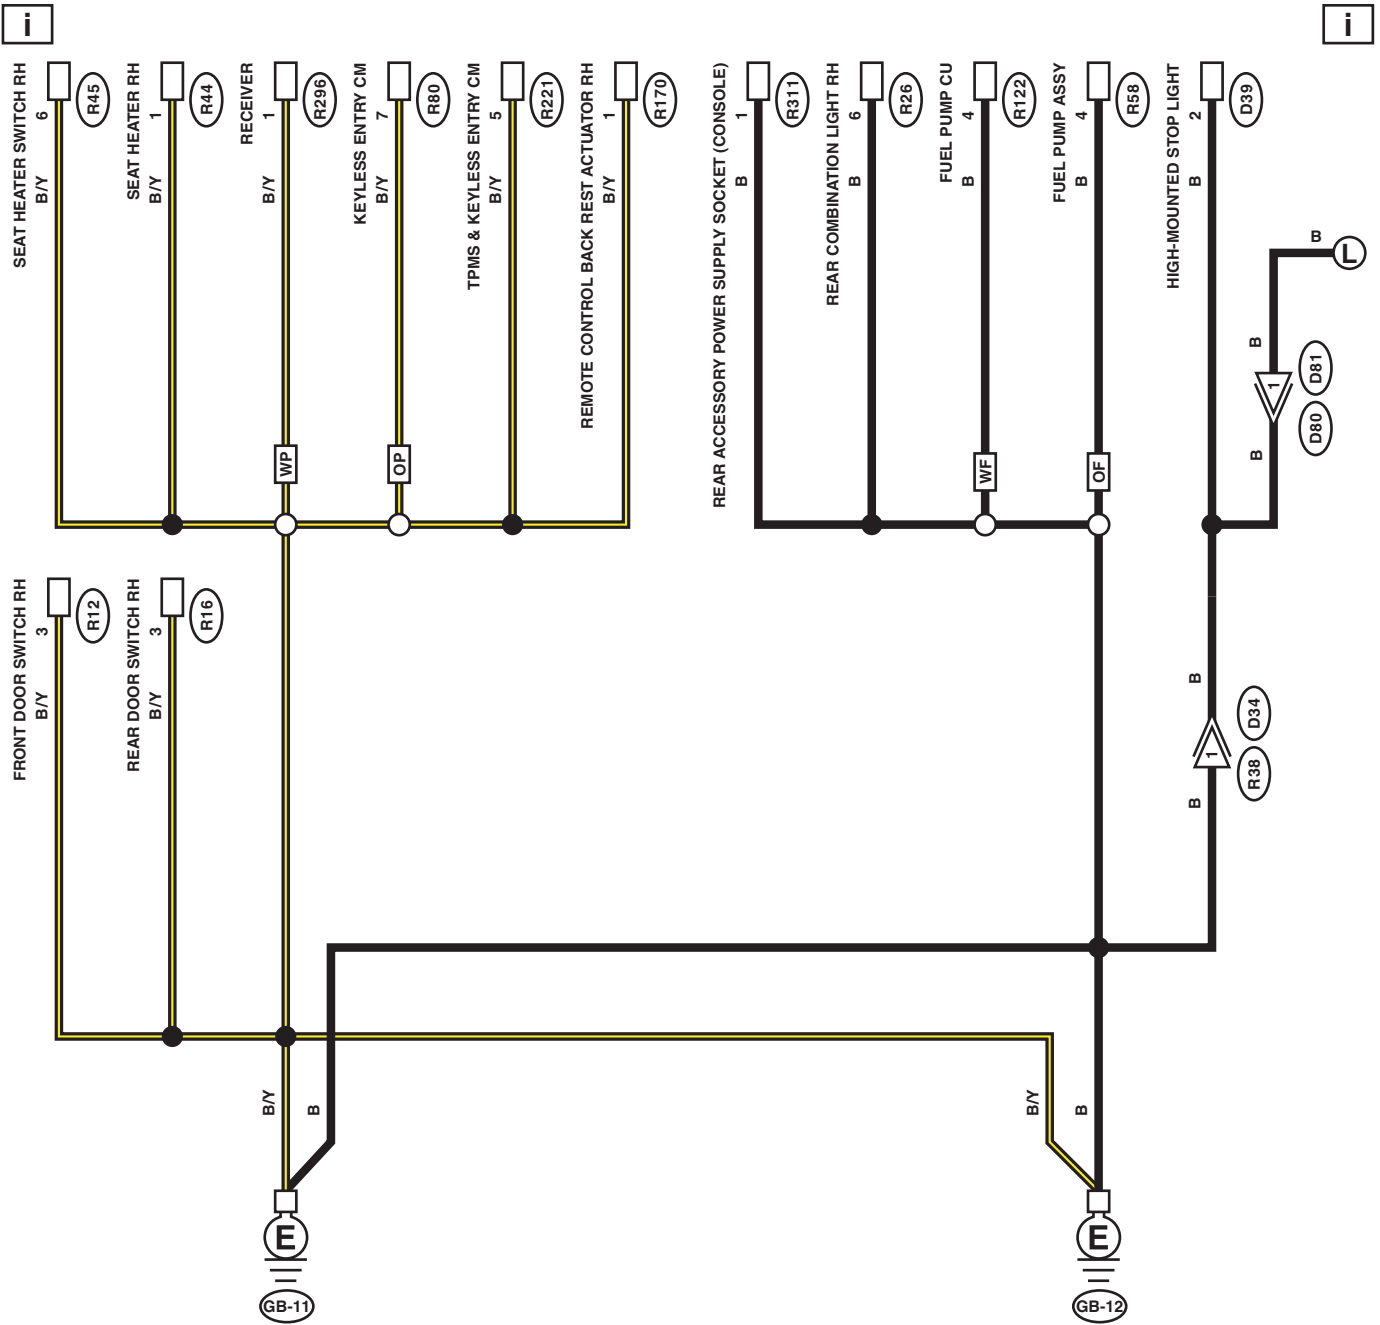 i
i
SEAT HEATER SWITCH RH
6
B/Y
R45
SEAT HEATER RH
1
B/Y
R44
RECEIVER
1
B/Y
R296
KEYLESS ENTRY CM
7
B/Y
R80
TPMS & KEYLESS ENTRY CM
5
B/Y
R221
REMOTE CONTROL BACK REST ACTUATOR RH
1
B/Y
R170
REAR ACCESSORY POWER SUPPLY SOCKET (CONSOLE)
1
B
R311
REAR COMBINATION LIGHT RH
6
B
R26
FUEL PUMP CU
4
B
R122
FUEL PUMP ASSY
4
B
R58
HIGH-MOUNTED STOP LIGHT
2
B
D39
B
L
B
1
D81
D80
B
WP
OP
WF
OF
FRONT DOOR SWITCH RH
3
B/Y
R12
REAR DOOR SWITCH RH
3
B/Y
R16
B
D34
1
R38
B
B/Y
B
B/Y
B
E
GB-11
E
GB-12